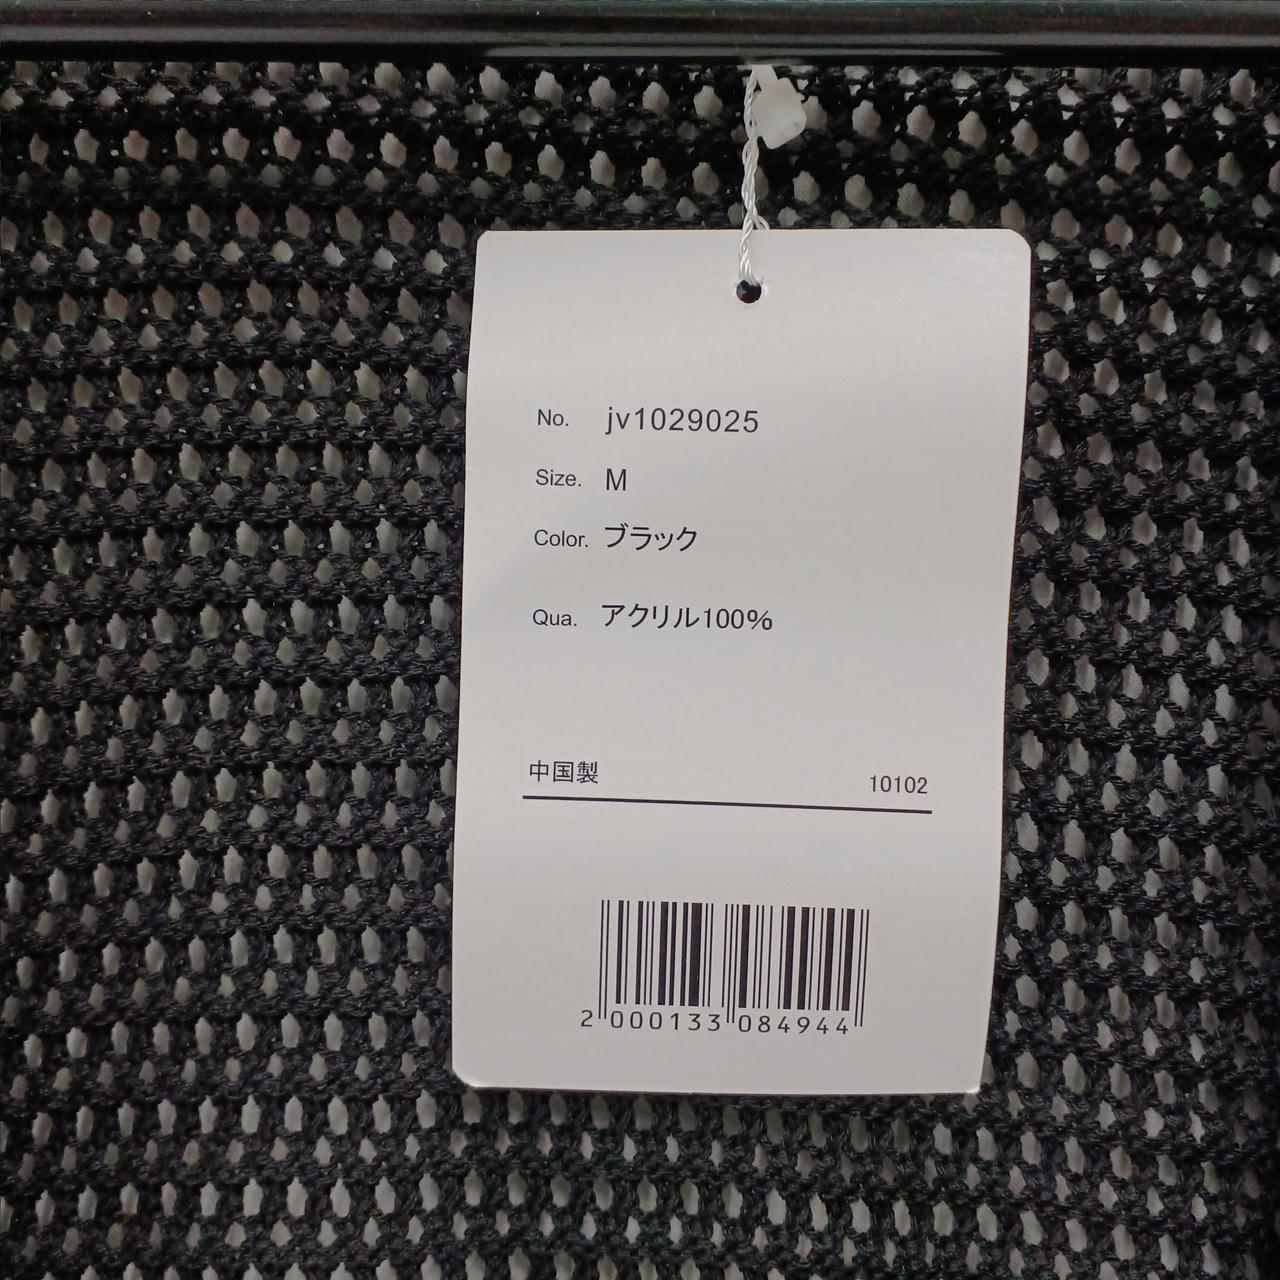 No. jv1029025
Size. M
Color. ブラック
Qua. アクリル100%
中国製 10102
2 000133 084944